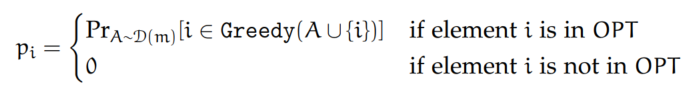 p_i = { Pr_{A∼D(m)}[i ∈ Greedy(A ∪ {i})] if element i is in OPT
0 if element i is not in OPT